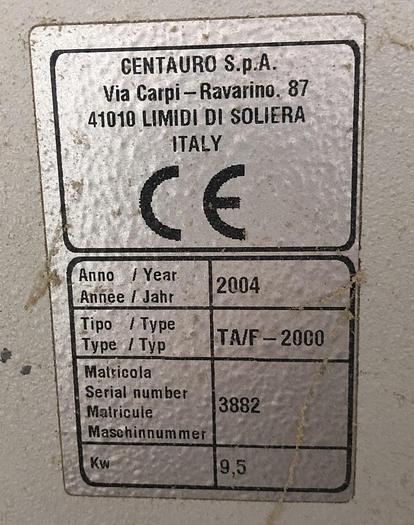 CENTAURO S.p.A.
Via Carpi – Ravarino. 87
41010 LIMIDI DI SOLIERA
ITALY
CE
Anno / Year
Annee / Jahr
2004
Tipo / Type
Type / Typ
TA/F – 2000
Matricola
Serial number
Matricule
Maschinnummer
3882
Kw
9,5